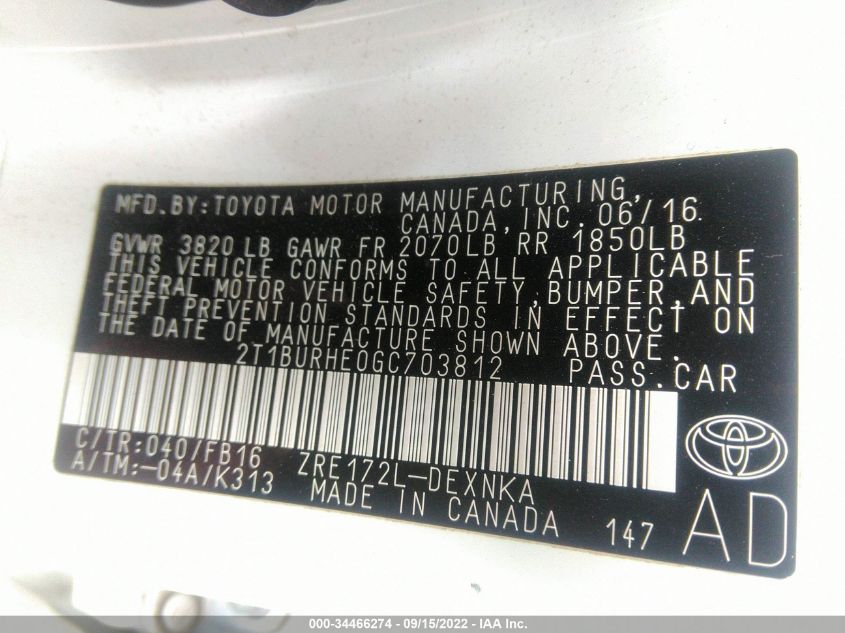 MFD.BY:TOYOTA MOTOR MANUFACTURING,
CANADA, INC. 06/16
GVWR 3820 LB GAWR FR 2070LB RR 1850LB
THIS VEHICLE CONFORMS TO ALL APPLICABLE
FEDERAL MOTOR VEHICLE SAFETY, BUMPER, AND
THEFT PREVENTION STANDARDS IN EFFECT ON
THE DATE OF MANUFACTURE SHOWN ABOVE.
2T1BURHE0GC703812 PASS.CAR
C/TR:040/FB16 ZRE172L-DEXNKA
A/TM:-04A/K313 MADE IN CANADA 147
AD
000-34466274 - 09/15/2022 - IAA Inc.